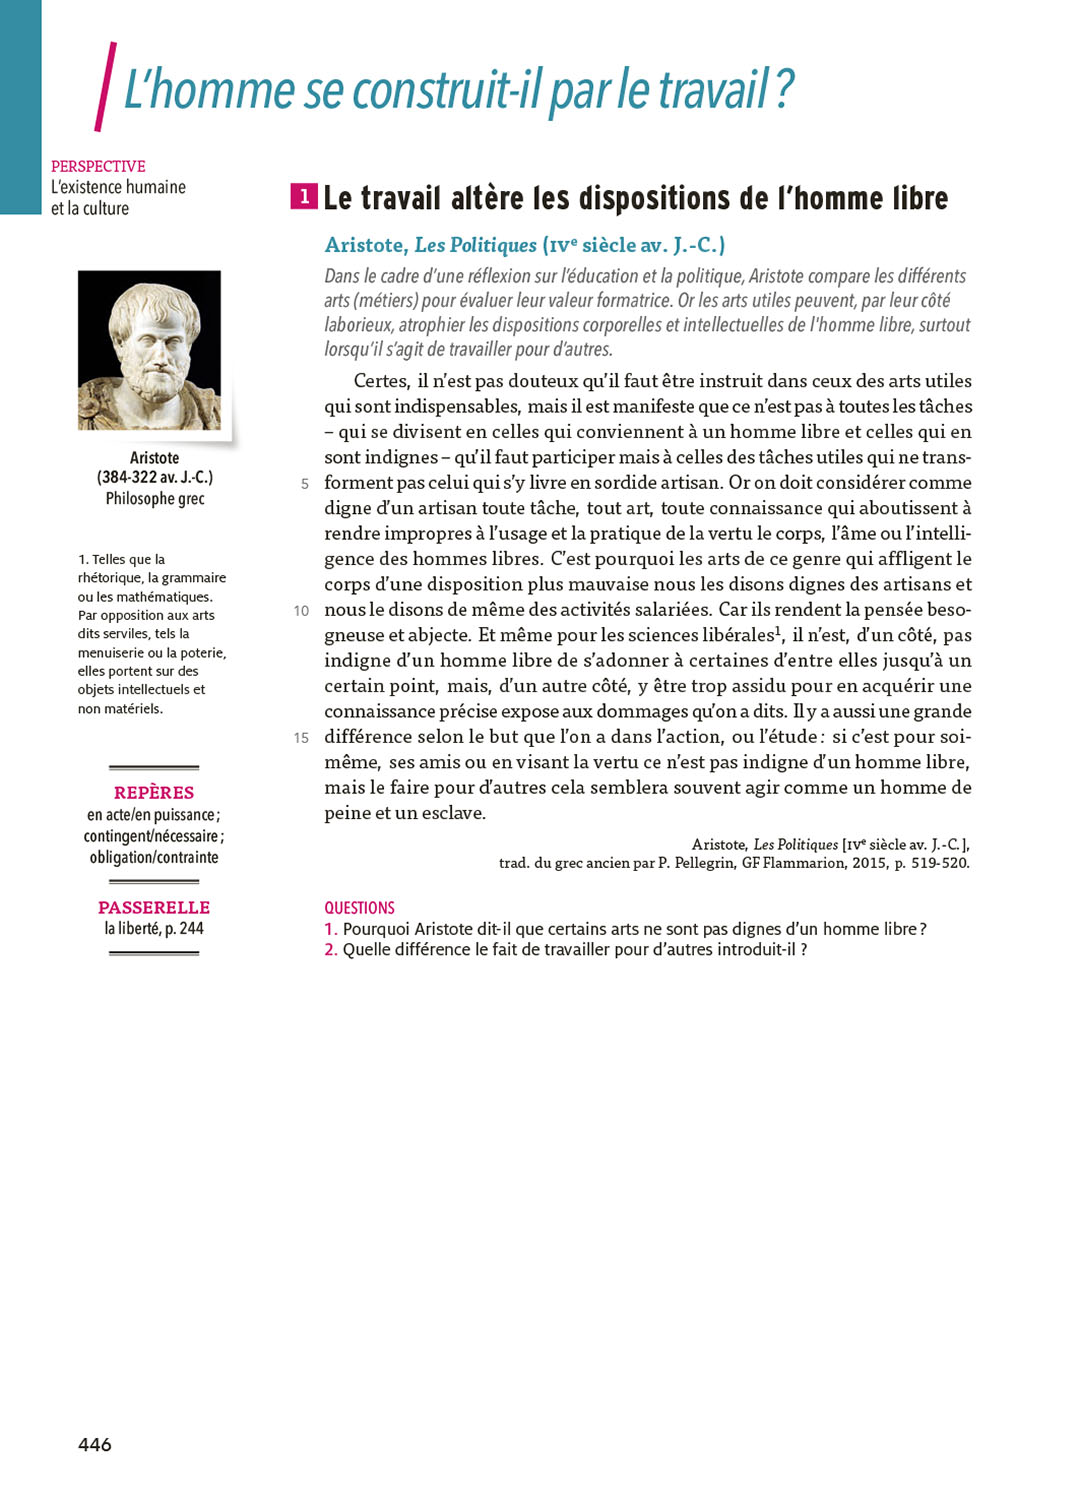 L’homme se construit-il par le travail ?
PERSPECTIVE
L’existence humaine
et la culture
1 Le travail altère les dispositions de l’homme libre
Aristote, Les Politiques (IVe siècle av. J.-C.)
Dans le cadre d’une réflexion sur l’éducation et la politique, Aristote compare les différents
arts (métiers) pour évaluer leur valeur formatrice. Or les arts utiles peuvent, par leur côté
laborieux, atrophier les dispositions corporelles et intellectuelles de l'homme libre, surtout
lorsqu’il s’agit de travailler pour d’autres.
Certes, il n’est pas douteux qu’il faut être instruit dans ceux des arts utiles
qui sont indispensables, mais il est manifeste que ce n’est pas à toutes les tâches
– qui se divisent en celles qui conviennent à un homme libre et celles qui en
sont indignes – qu’il faut participer mais à celles des tâches utiles qui ne trans-
5 forment pas celui qui s’y livre en sordide artisan. Or on doit considérer comme
digne d’un artisan toute tâche, tout art, toute connaissance qui aboutissent à
rendre impropres à l’usage et la pratique de la vertu le corps, l’âme ou l’intelli-
gence des hommes libres. C’est pourquoi les arts de ce genre qui affligent le
corps d’une disposition plus mauvaise nous les disons dignes des artisans et
10 nous le disons de même des activités salariées. Car ils rendent la pensée beso-
gneuse et abjecte. Et même pour les sciences libérales1, il n’est, d’un côté, pas
indigne d’un homme libre de s’adonner à certaines d’entre elles jusqu’à un
certain point, mais, d’un autre côté, y être trop assidu pour en acquérir une
connaissance précise expose aux dommages qu’on a dits. Il y a aussi une grande
15 différence selon le but que l’on a dans l’action, ou l’étude : si c’est pour soi-
même, ses amis ou en visant la vertu ce n’est pas indigne d’un homme libre,
mais le faire pour d’autres cela semblera souvent agir comme un homme de
peine et un esclave.
Aristote, Les Politiques [IVe siècle av. J.-C.],
trad. du grec ancien par P. Pellegrin, GF Flammarion, 2015, p. 519-520.
QUESTIONS
1. Pourquoi Aristote dit-il que certains arts ne sont pas dignes d’un homme libre ?
2. Quelle différence le fait de travailler pour d’autres introduit-il ?
Aristote
(384-322 av. J.-C.)
Philosophe grec
1. Telles que la
rhétorique, la grammaire
ou les mathématiques.
Par opposition aux arts
dits serviles, tels la
menuiserie ou la poterie,
elles portent sur des
objets intellectuels et
non matériels.
REPÈRES
en acte/en puissance ;
contingent/nécessaire ;
obligation/contrainte
PASSERELLE
la liberté, p. 244
446